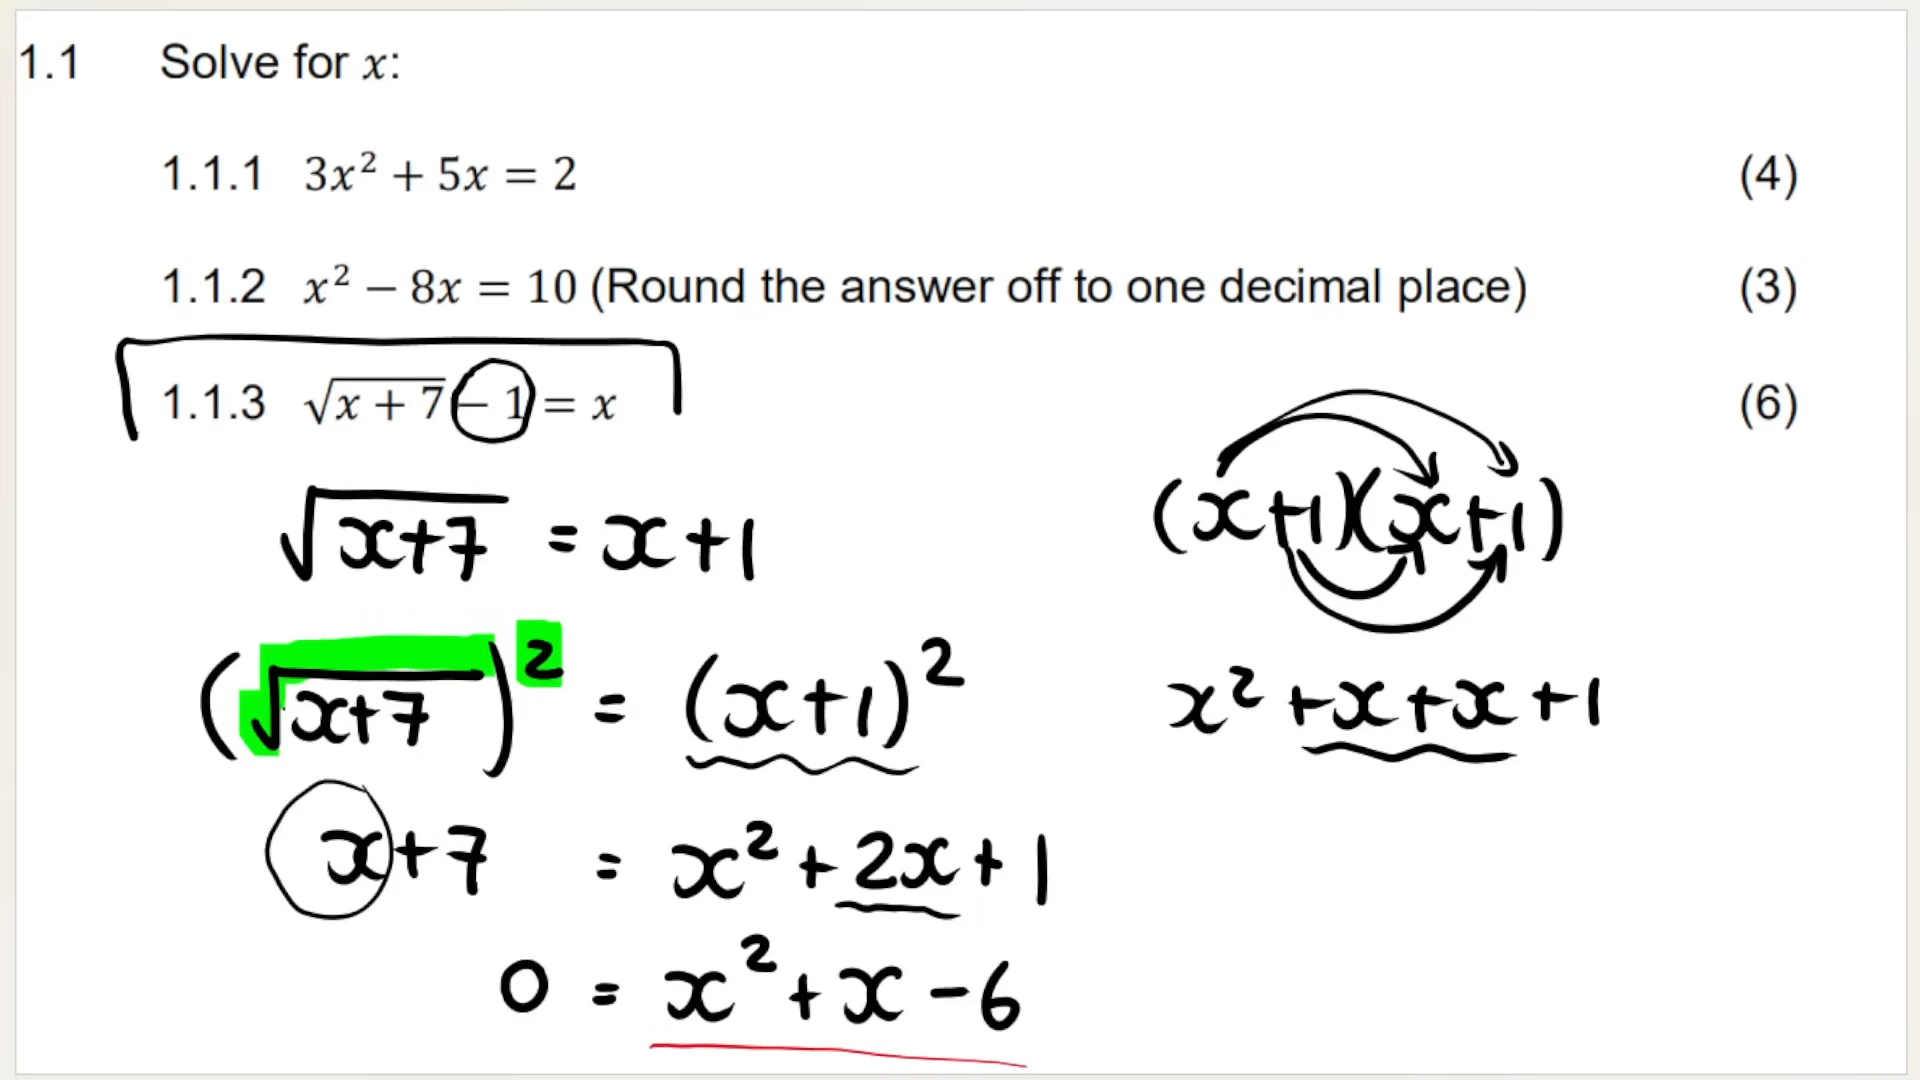 1.1 Solve for x:
1.1.1 3x² + 5x = 2 (4)
1.1.2 x² − 8x = 10 (Round the answer off to one decimal place) (3)
1.1.3 √(x + 7) − 1 = x (6)
√(x+7) = x+1
(x+1)(x+1)
(√(x+7))² = (x+1)²
x² +x+x+1
x+7 = x²+2x+1
0 = x²+x-6